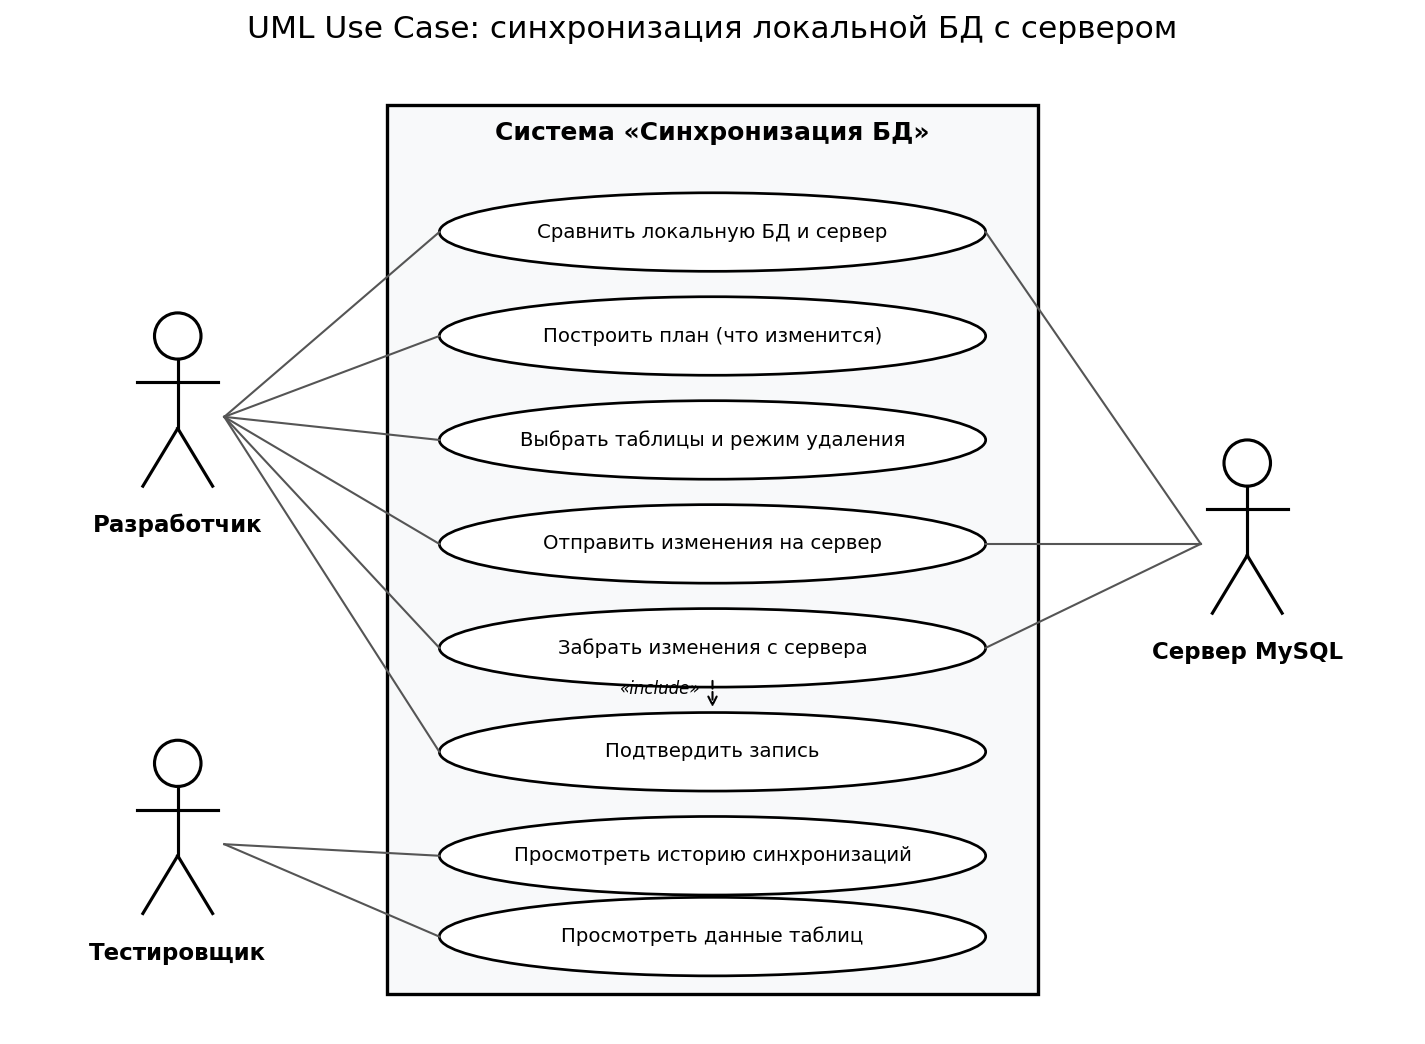 UML Use Case: синхронизация локальной БД с сервером
Система «Синхронизация БД»
Сравнить локальную БД и сервер
Построить план (что изменится)
Выбрать таблицы и режим удаления
Разработчик
Отправить изменения на сервер
Забрать изменения с сервера
Сервер MySQL
«include»
Подтвердить запись
Просмотреть историю синхронизаций
Просмотреть данные таблиц
Тестировщик